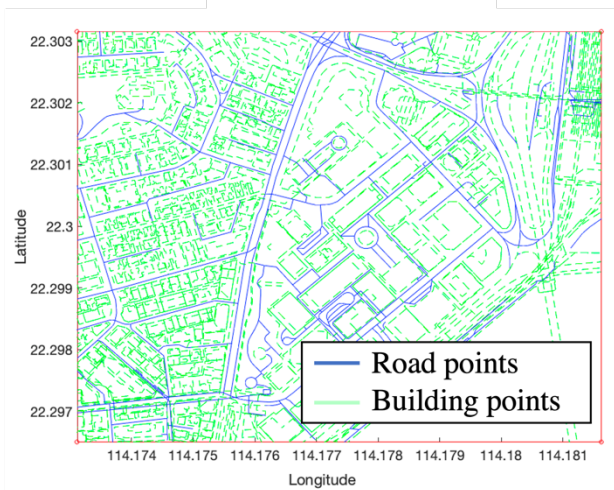 22.303
22.302
22.301
22.3
22.299
22.298
22.297
Latitude
Road points
Building points
114.174 114.175 114.176 114.177 114.178 114.179 114.18 114.181
Longitude